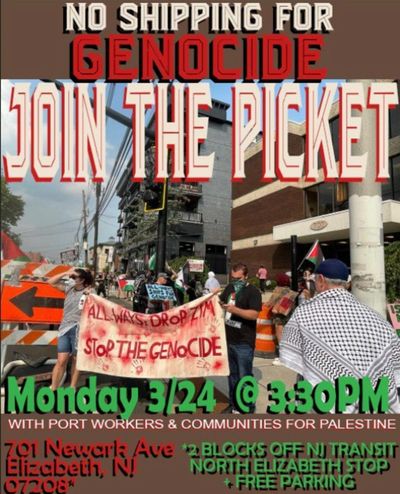 NO SHIPPING FOR
GENOCIDE
JOIN THE PICKET
ALL WAYS: DROP ZIM
STOP THE GENOCIDE
Monday 3/24 @ 3:30PM
WITH PORT WORKERS & COMMUNITIES FOR PALESTINE
701 Newark Ave
Elizabeth, NJ
07208*
*2 BLOCKS OFF NJ TRANSIT
NORTH ELIZABETH STOP
+ FREE PARKING